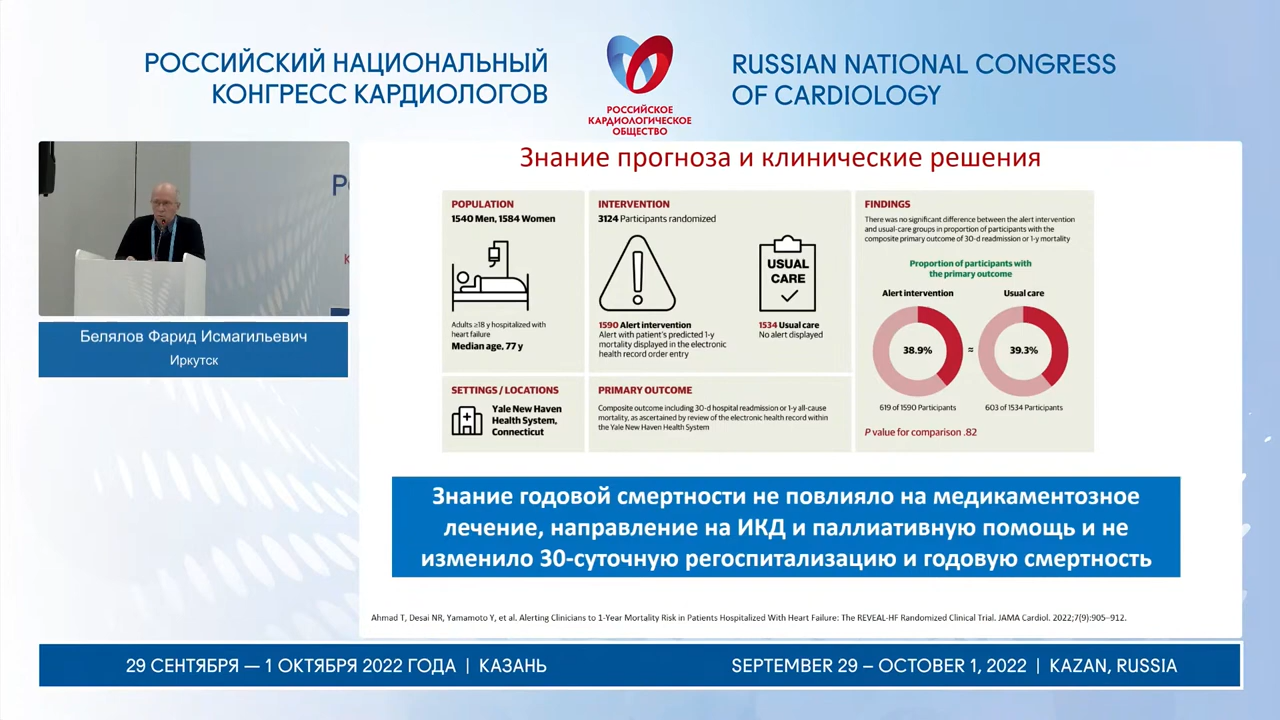 РОССИЙСКИЙ НАЦИОНАЛЬНЫЙ
КОНГРЕСС КАРДИОЛОГОВ
РОССИЙСКОЕ
КАРДИОЛОГИЧЕСКОЕ
ОБЩЕСТВО
RUSSIAN NATIONAL CONGRESS
OF CARDIOLOGY
Белялов Фарид Исмагильевич
Иркутск
Знание прогноза и клинические решения
POPULATION
1540 Men, 1584 Women
Adults ≥18 y hospitalized with
heart failure
Median age, 77 y
INTERVENTION
3124 Participants randomized
USUAL
CARE
1590 Alert intervention
Alert with patient's predicted 1-y
mortality displayed in the electronic
health record order entry
1534 Usual care
No alert displayed
SETTINGS / LOCATIONS
Yale New Haven
Health System,
Connecticut
PRIMARY OUTCOME
Composite outcome including 30-d hospital readmission or 1-y all-cause
mortality, as ascertained by review of the electronic health record within
the Yale New Haven Health System
FINDINGS
There was no significant difference between the alert intervention
and usual-care groups in proportion of participants with the
composite primary outcome of 30-d readmission or 1-y mortality
Proportion of participants with
the primary outcome
Alert intervention
Usual care
38.9%
≈
39.3%
619 of 1590 Participants
603 of 1534 Participants
P value for comparison .82
Знание годовой смертности не повлияло на медикаментозное
лечение, направление на ИКД и паллиативную помощь и не
изменило 30-суточную регоспитализацию и годовую смертность
Ahmad T, Desai NR, Yamamoto Y, et al. Alerting Clinicians to 1-Year Mortality Risk in Patients Hospitalized With Heart Failure: The REVEAL-HF Randomized Clinical Trial. JAMA Cardiol. 2022;7(9):905–912.
29 СЕНТЯБРЯ — 1 ОКТЯБРЯ 2022 ГОДА | КАЗАНЬ
SEPTEMBER 29 – OCTOBER 1, 2022 | KAZAN, RUSSIA